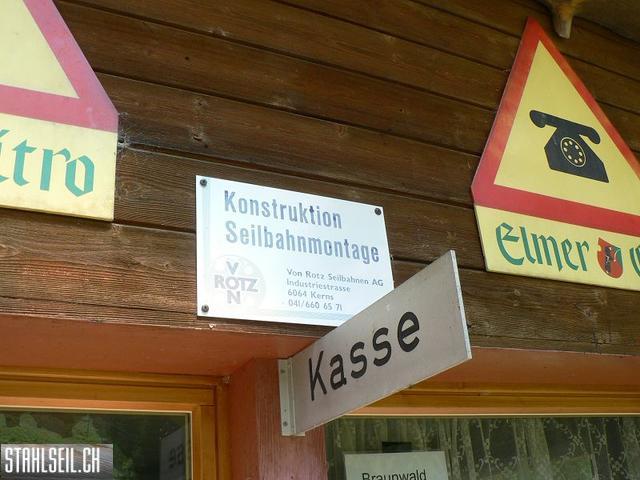 itro
Konstruktion
Seilbahnmontage
VON
ROTZ
Von Rotz Seilbahnen AG
Industriestrasse
6064 Kerns
041/660 65 71
Elmer
Kasse
Braunwald
STAHLSEIL.CH